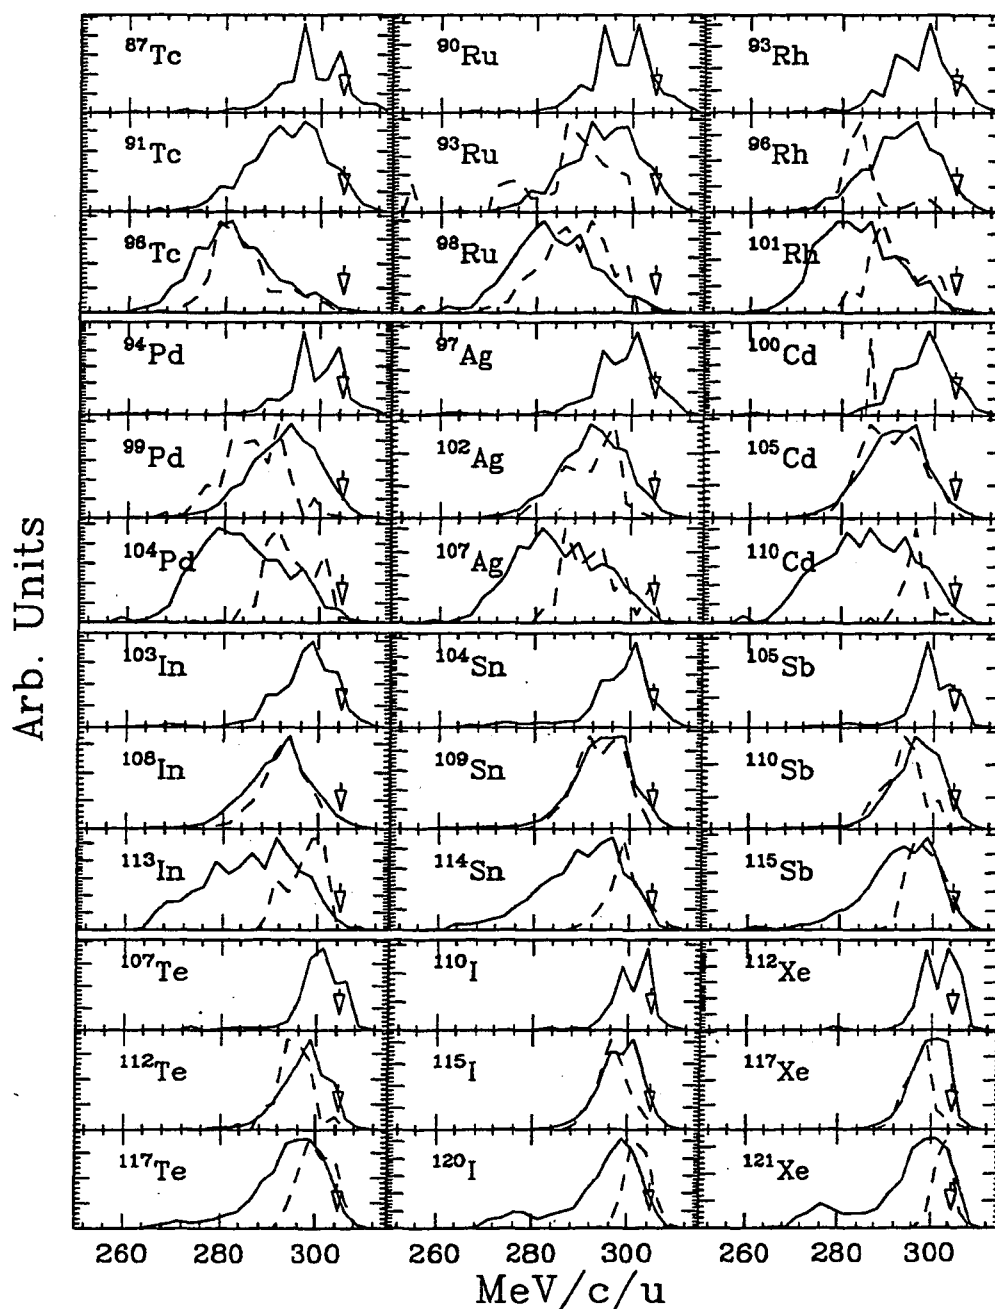 ⁸⁷Tc ⁹⁰Ru ⁹³Rh
⁹¹Tc ⁹³Ru ⁹⁶Rh
⁹⁶Tc ⁹⁸Ru ¹⁰¹Rh
⁹⁴Pd ⁹⁷Ag ¹⁰⁰Cd
⁹⁹Pd ¹⁰²Ag ¹⁰⁵Cd
¹⁰⁴Pd ¹⁰⁷Ag ¹¹⁰Cd
¹⁰³In ¹⁰⁴Sn ¹⁰⁵Sb
¹⁰⁸In ¹⁰⁹Sn ¹¹⁰Sb
¹¹³In ¹¹⁴Sn ¹¹⁵Sb
¹⁰⁷Te ¹¹⁰I ¹¹²Xe
¹¹²Te ¹¹⁵I ¹¹⁷Xe
¹¹⁷Te ¹²⁰I ¹²¹Xe
Arb. Units
260 280 300 260 280 300 260 280 300
MeV/c/u